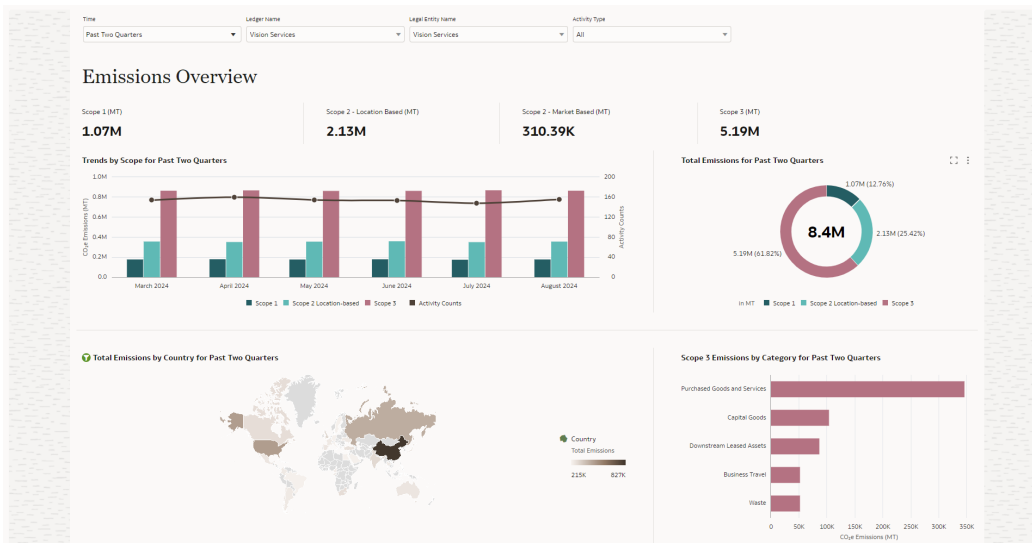 Time
Ledger Name
Legal Entity Name
Activity Type
Past Two Quarters
Vision Services
Vision Services
All
Emissions Overview
Scope 1 (MT)
1.07M
Scope 2 - Location Based (MT)
2.13M
Scope 2 - Market Based (MT)
310.39K
Scope 3 (MT)
5.19M
Trends by Scope for Past Two Quarters
CO₂e Emissions (MT)
1.0M
0.8M
0.6M
0.4M
0.2M
0.0
200
160
120
80
40
0
Activity Counts
March 2024
April 2024
May 2024
June 2024
July 2024
August 2024
Scope 1
Scope 2 Location-based
Scope 3
Activity Counts
Total Emissions for Past Two Quarters
1.07M (12.76%)
8.4M
2.13M (25.42%)
5.19M (61.82%)
in MT
Scope 1
Scope 2 Location-based
Scope 3
Total Emissions by Country for Past Two Quarters
Country
Total Emissions
215K
827K
Scope 3 Emissions by Category for Past Two Quarters
Purchased Goods and Services
Capital Goods
Downstream Leased Assets
Business Travel
Waste
0
50K
100K
150K
200K
250K
300K
350K
CO₂e Emissions (MT)